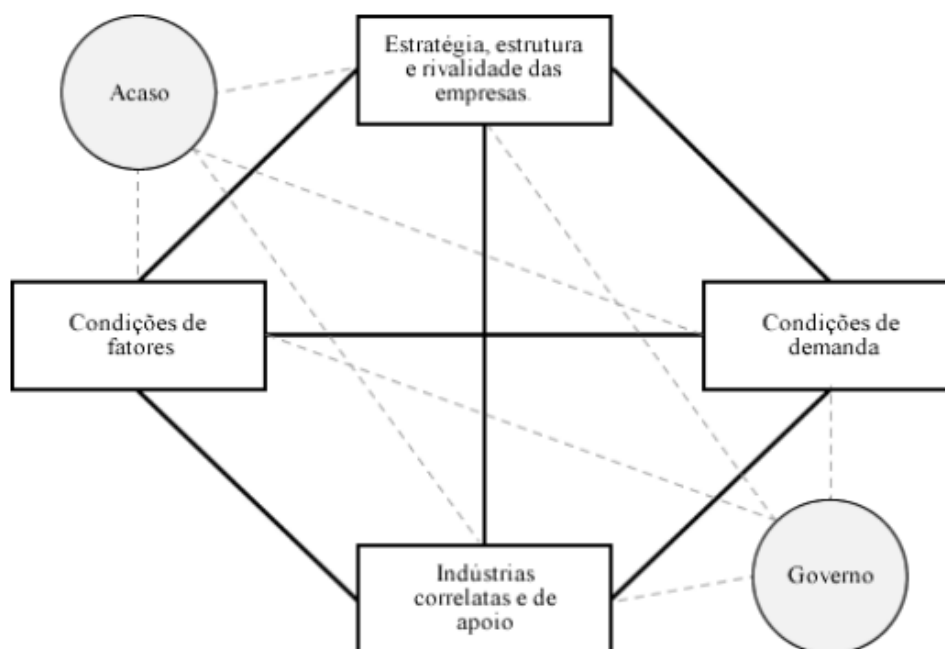 Estratégia, estrutura
e rivalidade das
empresas.
Acaso
Condições de
fatores
Condições de
demanda
Indústrias
correlatas e de
apoio
Governo